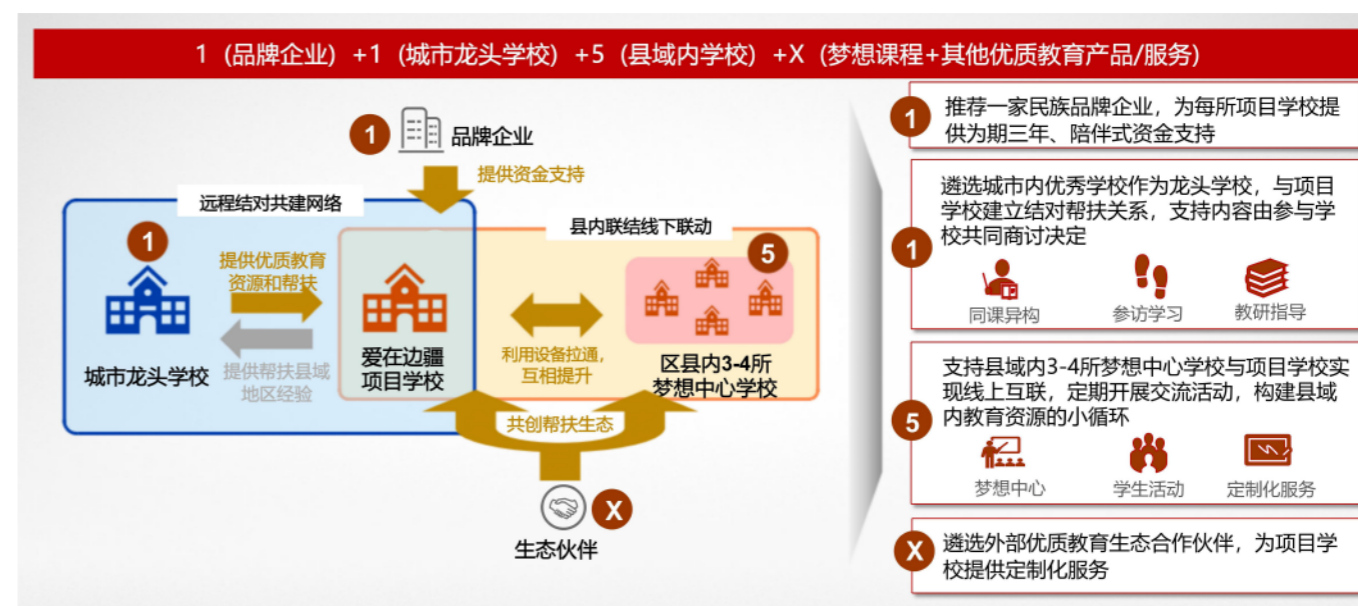 1（品牌企业）+1（城市龙头学校）+5（县域内学校）+X（梦想课程+其他优质教育产品/服务）
1
品牌企业
提供资金支持
远程结对共建网络
县内联结线下联动
1
提供优质教育
资源和帮扶
城市龙头学校
提供帮扶县域
地区经验
爱在边疆
项目学校
利用设备拉通，
互相提升
5
区县内3-4所
梦想中心学校
共创帮扶生态
X
生态伙伴
1
推荐一家民族品牌企业，为每所项目学校提
供为期三年、陪伴式资金支持
1
遴选城市内优秀学校作为龙头学校，与项目
学校建立结对帮扶关系，支持内容由参与学
校共同商讨决定
同课异构
参访学习
教研指导
5
支持县域内3-4所梦想中心学校与项目学校实
现线上互联，定期开展交流活动，构建县域
内教育资源的小循环
梦想中心
学生活动
定制化服务
X
遴选外部优质教育生态合作伙伴，为项目学
校提供定制化服务